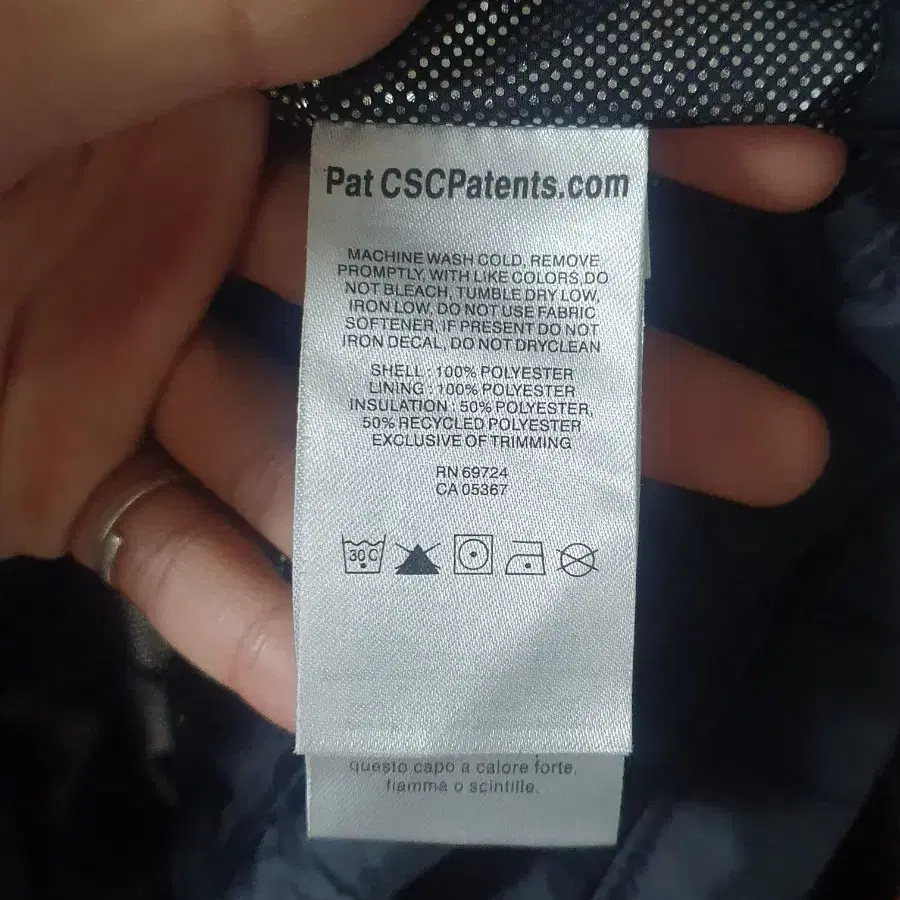 Pat CSCPatents.com
MACHINE WASH COLD, REMOVE
PROMPTLY, WITH LIKE COLORS, DO
NOT BLEACH, TUMBLE DRY LOW,
IRON LOW, DO NOT USE FABRIC
SOFTENER, IF PRESENT DO NOT
IRON DECAL, DO NOT DRYCLEAN
SHELL : 100% POLYESTER
LINING : 100% POLYESTER
INSULATION : 50% POLYESTER,
50% RECYCLED POLYESTER
EXCLUSIVE OF TRIMMING
RN 69724
CA 05367
30 C
questo capo a calore forte,
fiamma o scintille.